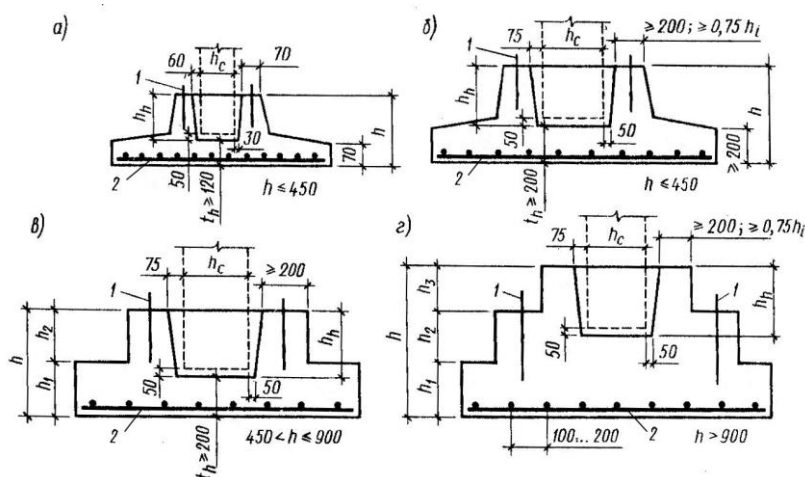 а)
1
60
h_c
70
h_h
h
30
50
70
2
t_h ≥ 120
h ≤ 450
б)
1
75
h_c
≥ 200; ≥ 0,75 h_i
h_h
h
50
50
≥ 200
2
t_h ≥ 200
h ≤ 450
в)
1
75
h_c
≥ 200
h_2
h
h_h
h_1
50
50
2
t_h ≥ 200
450 < h ≤ 900
г)
75
h_c
≥ 200; ≥ 0,75h_i
h_3
1
1
h_h
h
h_2
50
50
h_1
2
100...200
h > 900